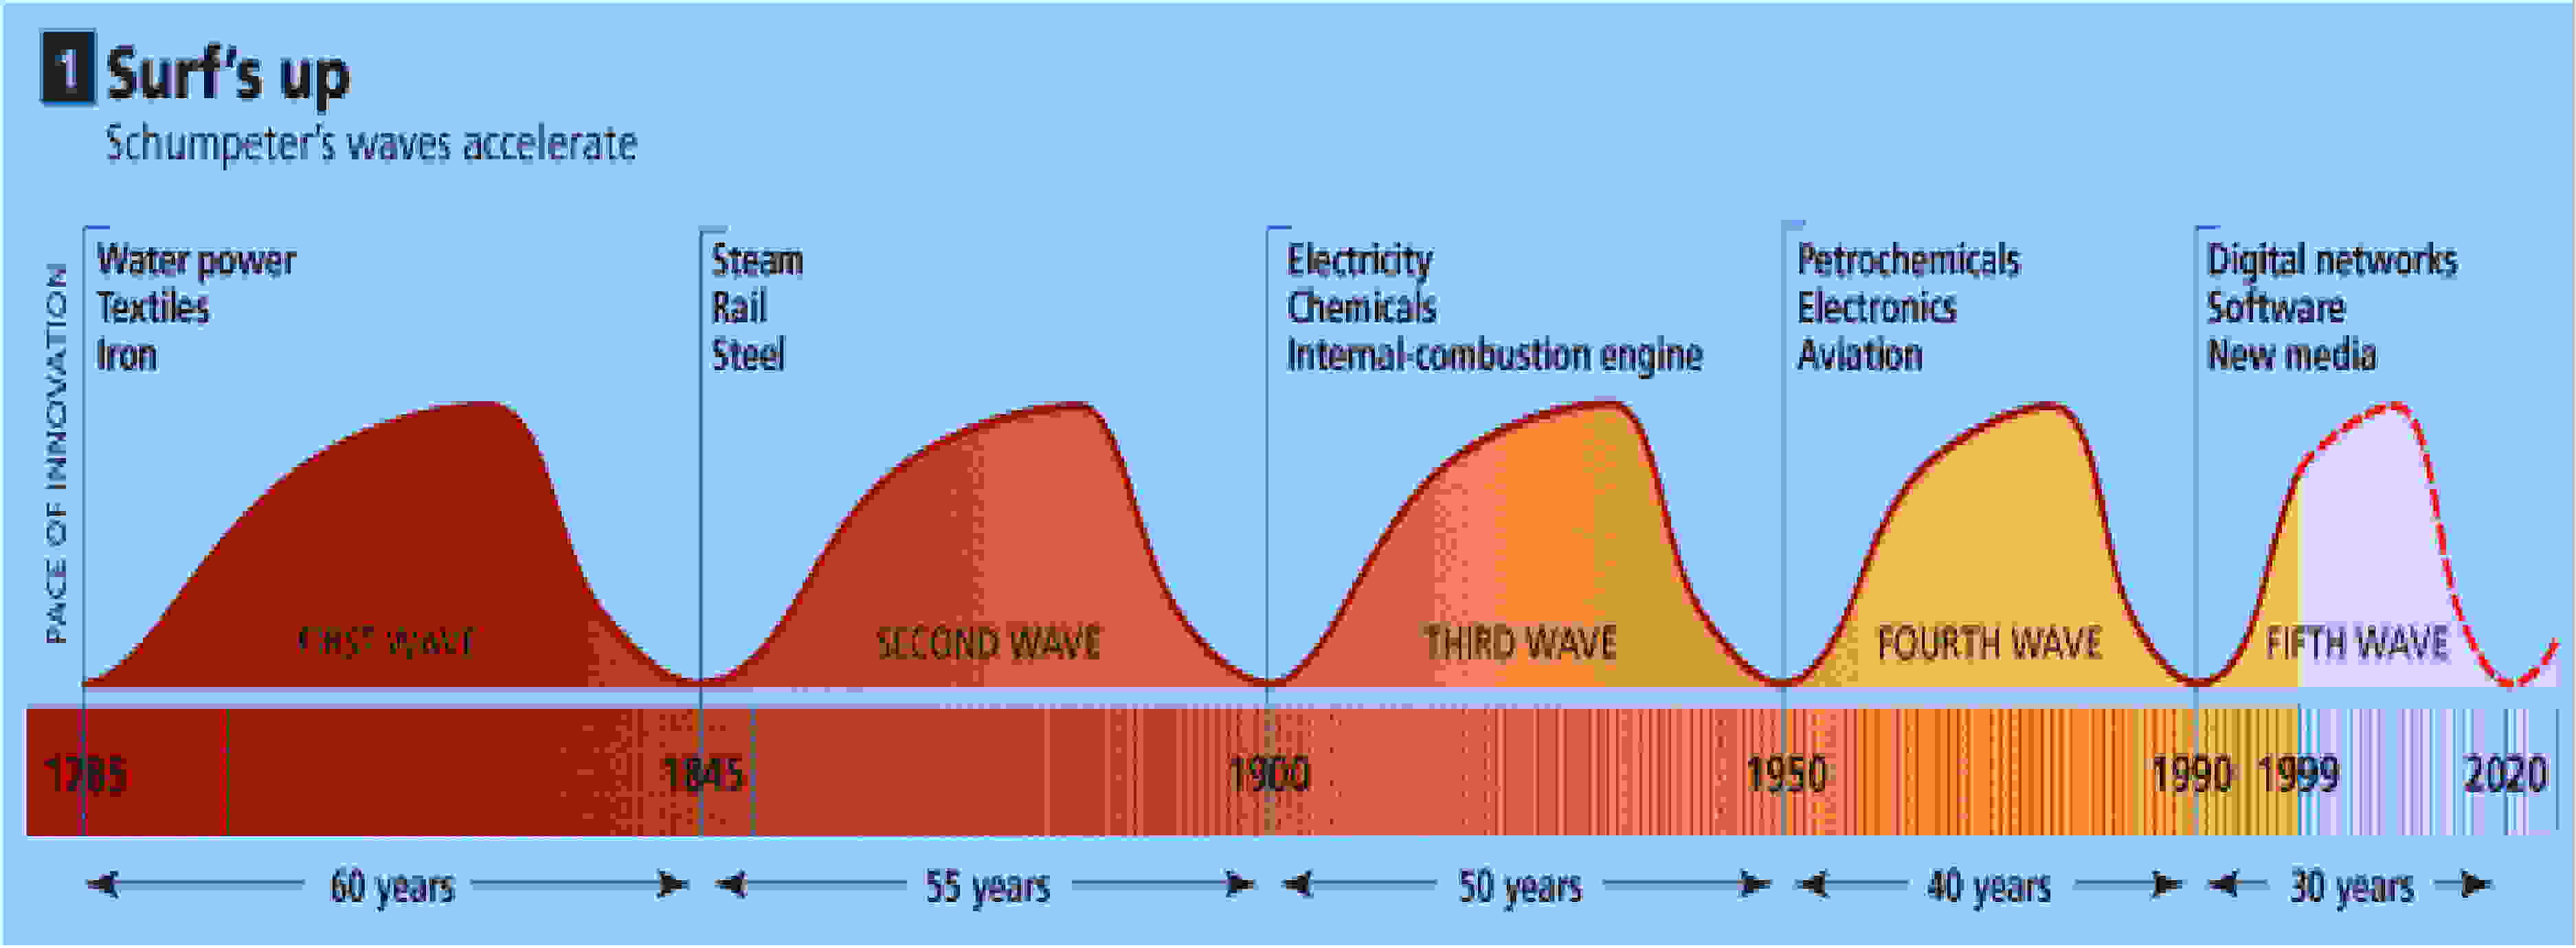 1 Surf's up
Schumpeter's waves accelerate
PACE OF INNOVATION
Water power
Textiles
Iron
Steam
Rail
Steel
Electricity
Chemicals
Internal-combustion engine
Petrochemicals
Electronics
Aviation
Digital networks
Software
New media
FIRST WAVE
SECOND WAVE
THIRD WAVE
FOURTH WAVE
FIFTH WAVE
1785 1845 1900 1950 1990 1999 2020
60 years 55 years 50 years 40 years 30 years